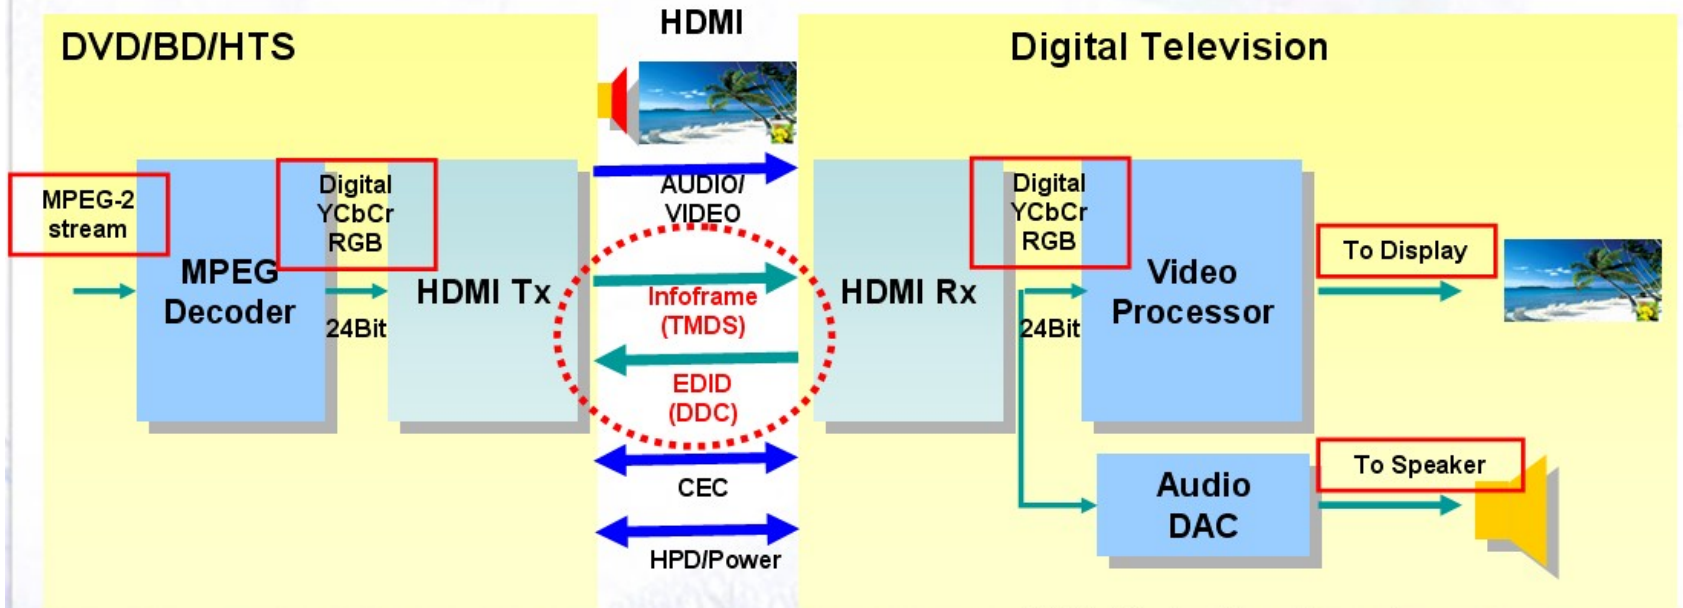 HDMI
DVD/BD/HTS
Digital Television
MPEG-2
stream
MPEG
Decoder
Digital
YCbCr
RGB
24Bit
HDMI Tx
AUDIO/
VIDEO
Infoframe
(TMDS)
EDID
(DDC)
CEC
HPD/Power
HDMI Rx
Digital
YCbCr
RGB
24Bit
Video
Processor
To Display
Audio
DAC
To Speaker